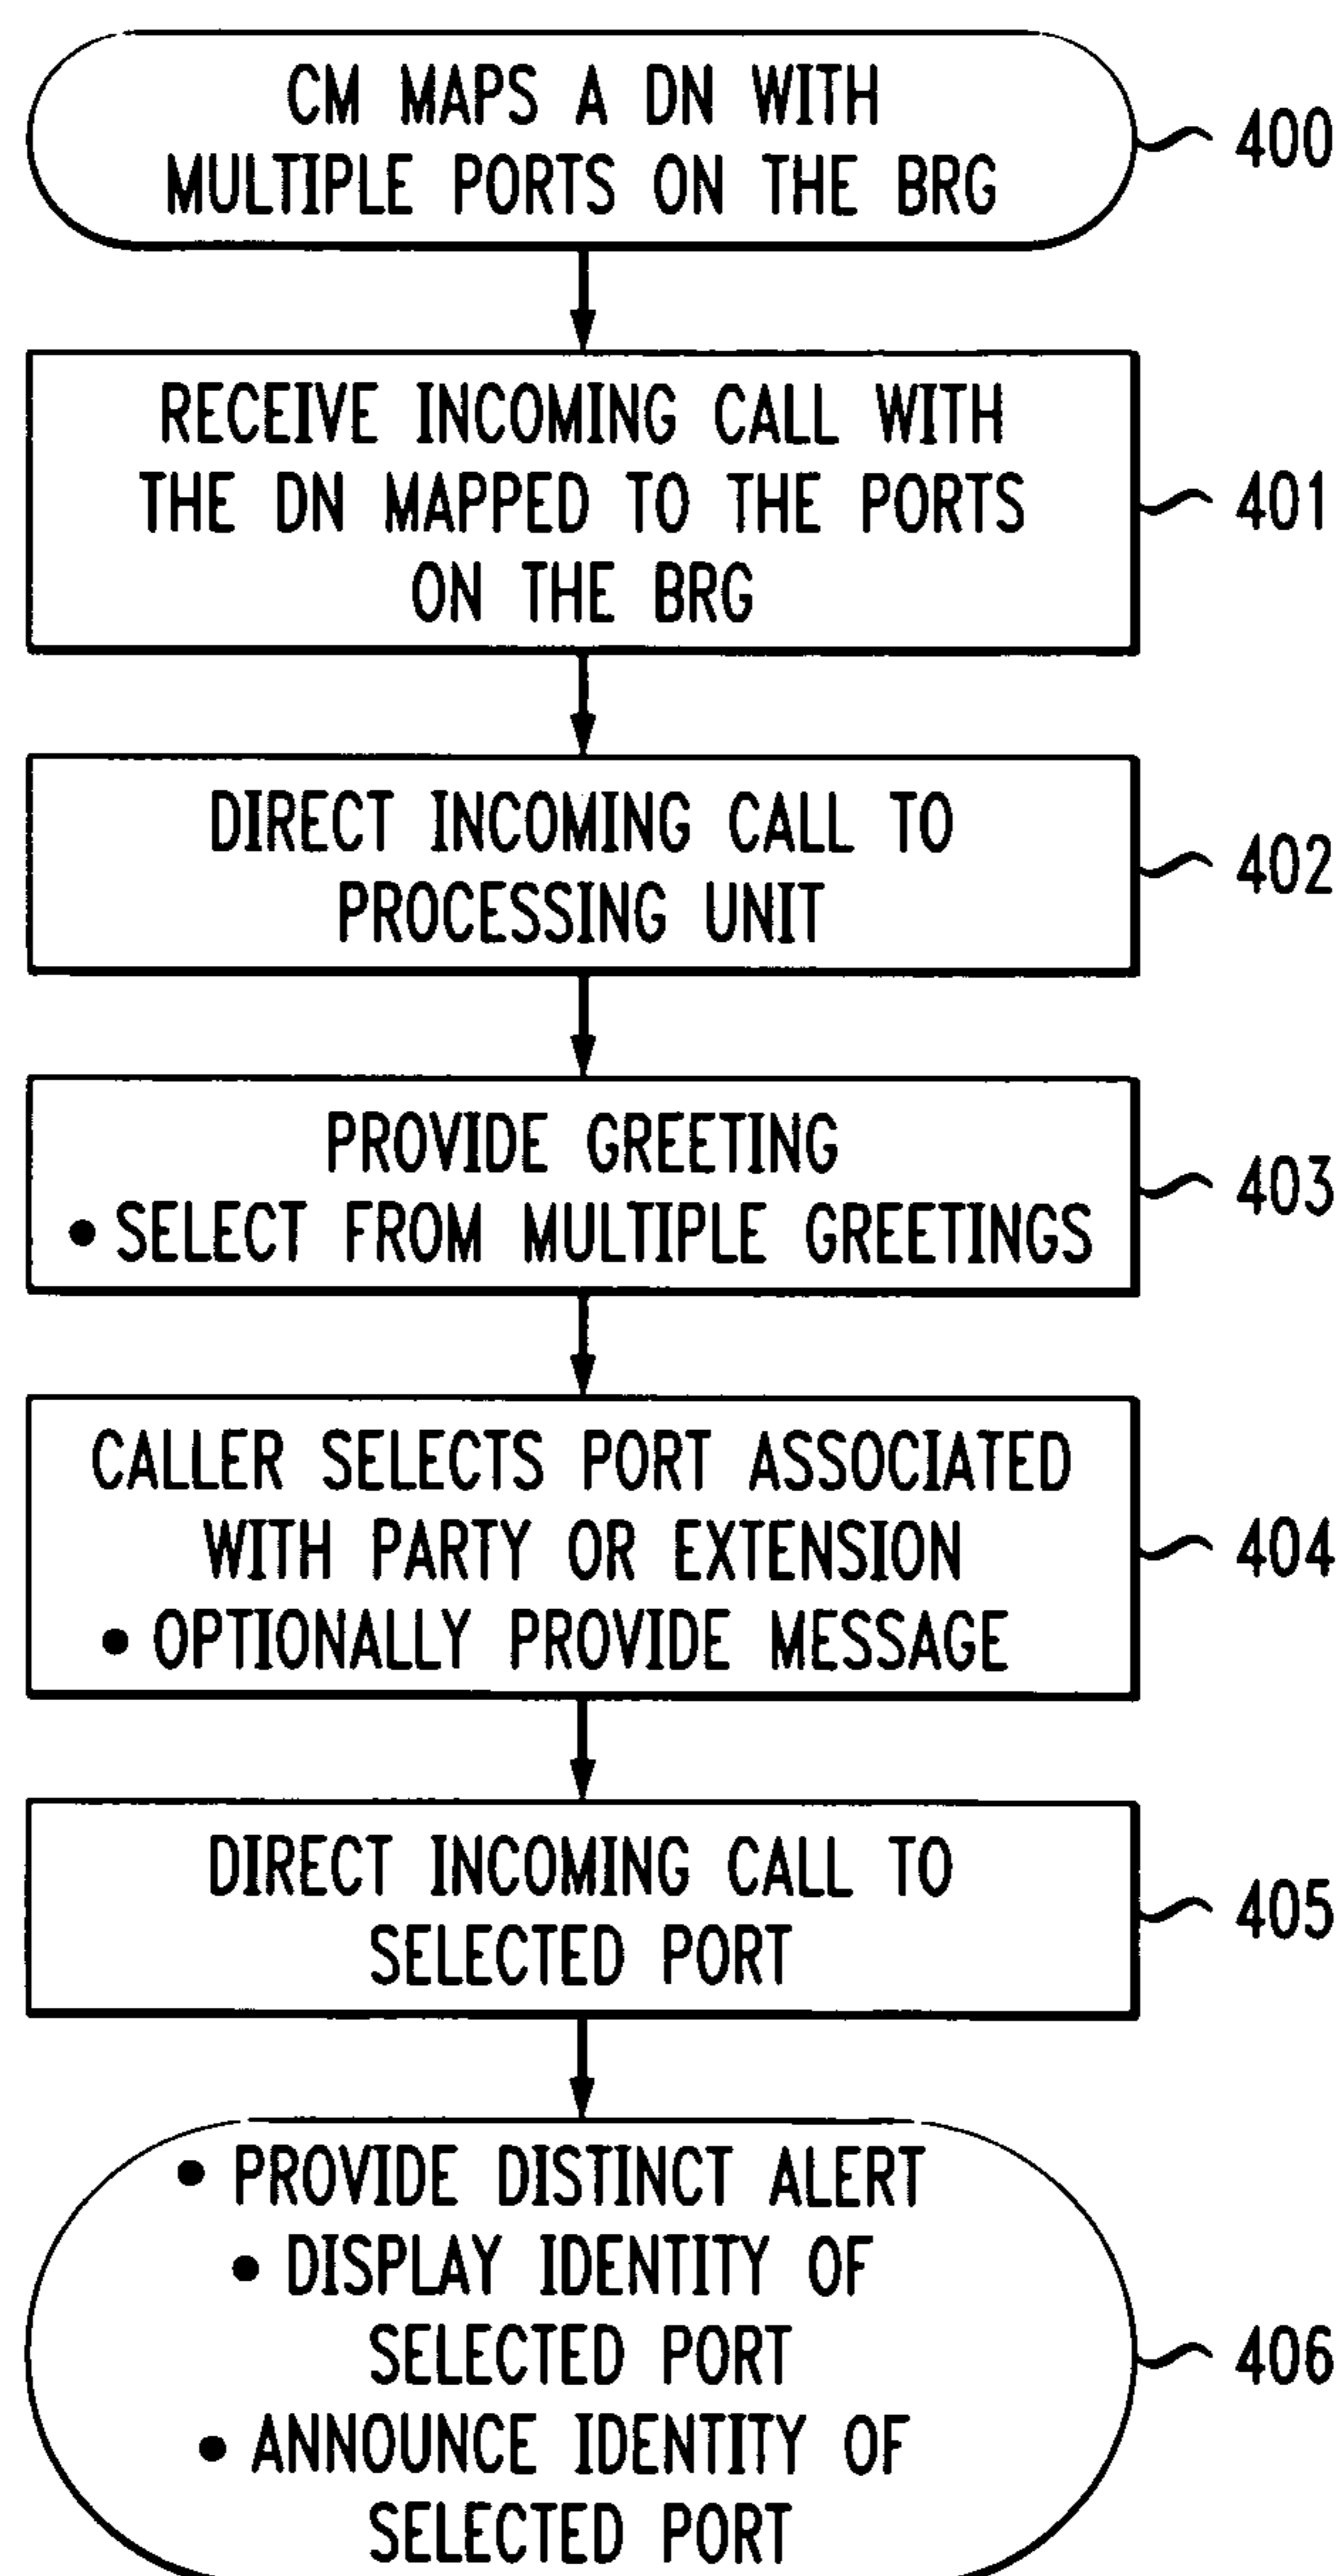 CM MAPS A DN WITH
MULTIPLE PORTS ON THE BRG
400
RECEIVE INCOMING CALL WITH
THE DN MAPPED TO THE PORTS
ON THE BRG
401
DIRECT INCOMING CALL TO
PROCESSING UNIT
402
PROVIDE GREETING
• SELECT FROM MULTIPLE GREETINGS
403
CALLER SELECTS PORT ASSOCIATED
WITH PARTY OR EXTENSION
• OPTIONALLY PROVIDE MESSAGE
404
DIRECT INCOMING CALL TO
SELECTED PORT
405
• PROVIDE DISTINCT ALERT
• DISPLAY IDENTITY OF
SELECTED PORT
• ANNOUNCE IDENTITY OF
SELECTED PORT
406